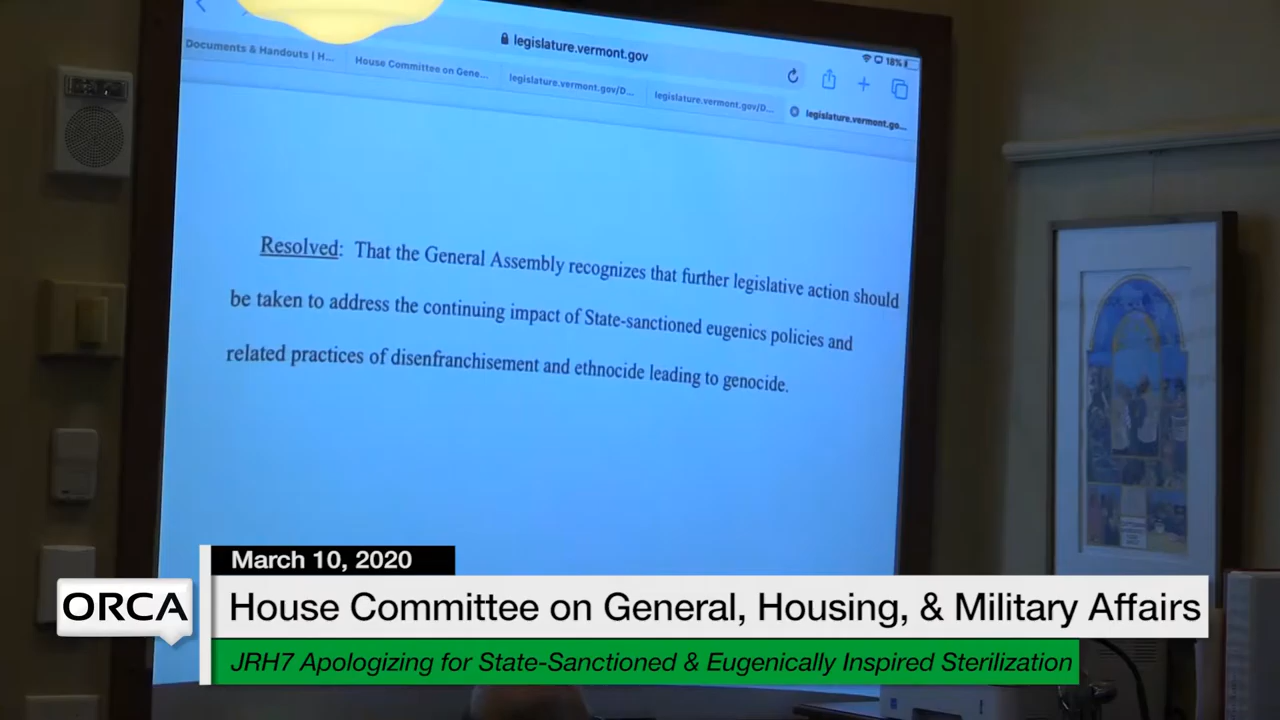 legislature.vermont.gov
18%
Documents & Handouts | H...
House Committee on Gene...
legislature.vermont.gov/D...
legislature.vermont.gov/D...
legislature.vermont.go...
Resolved: That the General Assembly recognizes that further legislative action should
be taken to address the continuing impact of State-sanctioned eugenics policies and
related practices of disenfranchisement and ethnocide leading to genocide.
March 10, 2020
ORCA
House Committee on General, Housing, & Military Affairs
JRH7 Apologizing for State-Sanctioned & Eugenically Inspired Sterilization